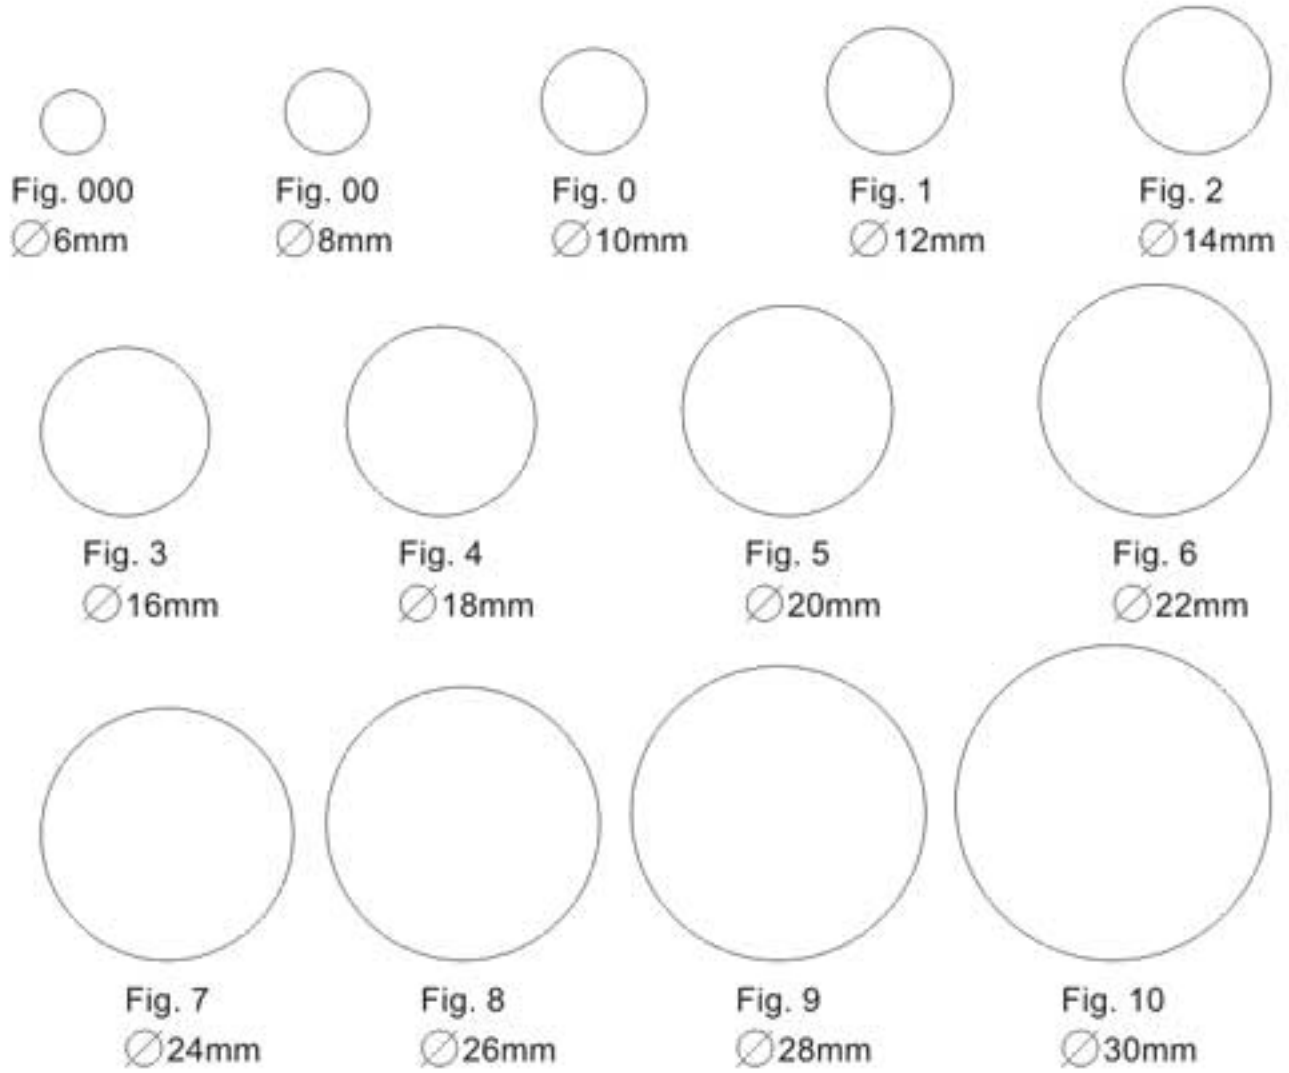 Fig. 000
Fig. 00
Fig. 0
Fig. 1
Fig. 2
∅6mm
∅8mm
∅10mm
∅12mm
∅14mm
Fig. 3
Fig. 4
Fig. 5
Fig. 6
∅16mm
∅18mm
∅20mm
∅22mm
Fig. 7
Fig. 8
Fig. 9
Fig. 10
∅24mm
∅26mm
∅28mm
∅30mm